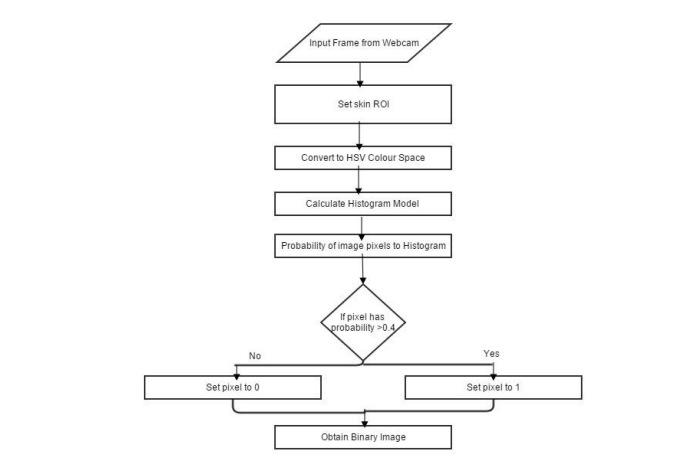 Input Frame from Webcam
Set skin ROI
Convert to HSV Colour Space
Calculate Histogram Model
Probability of image pixels to Histogram
If pixel has
probability >0.4
No
Yes
Set pixel to 0
Set pixel to 1
Obtain Binary Image